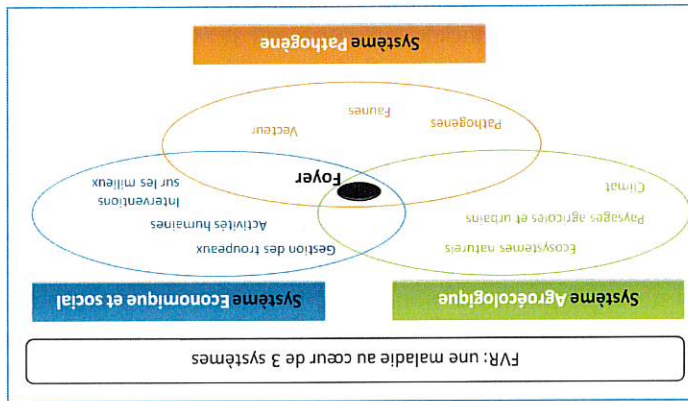 FVR: une maladie au cœur de 3 systèmes
Système Agroécologique
Système Economique et social
Ecosystèmes naturels
Paysages agricoles et urbains
Climat
Gestion des troupeaux
Activités humaines
Interventions
sur les milieux
Foyer
Pathogènes
Faunes
Vecteur
Système Pathogène